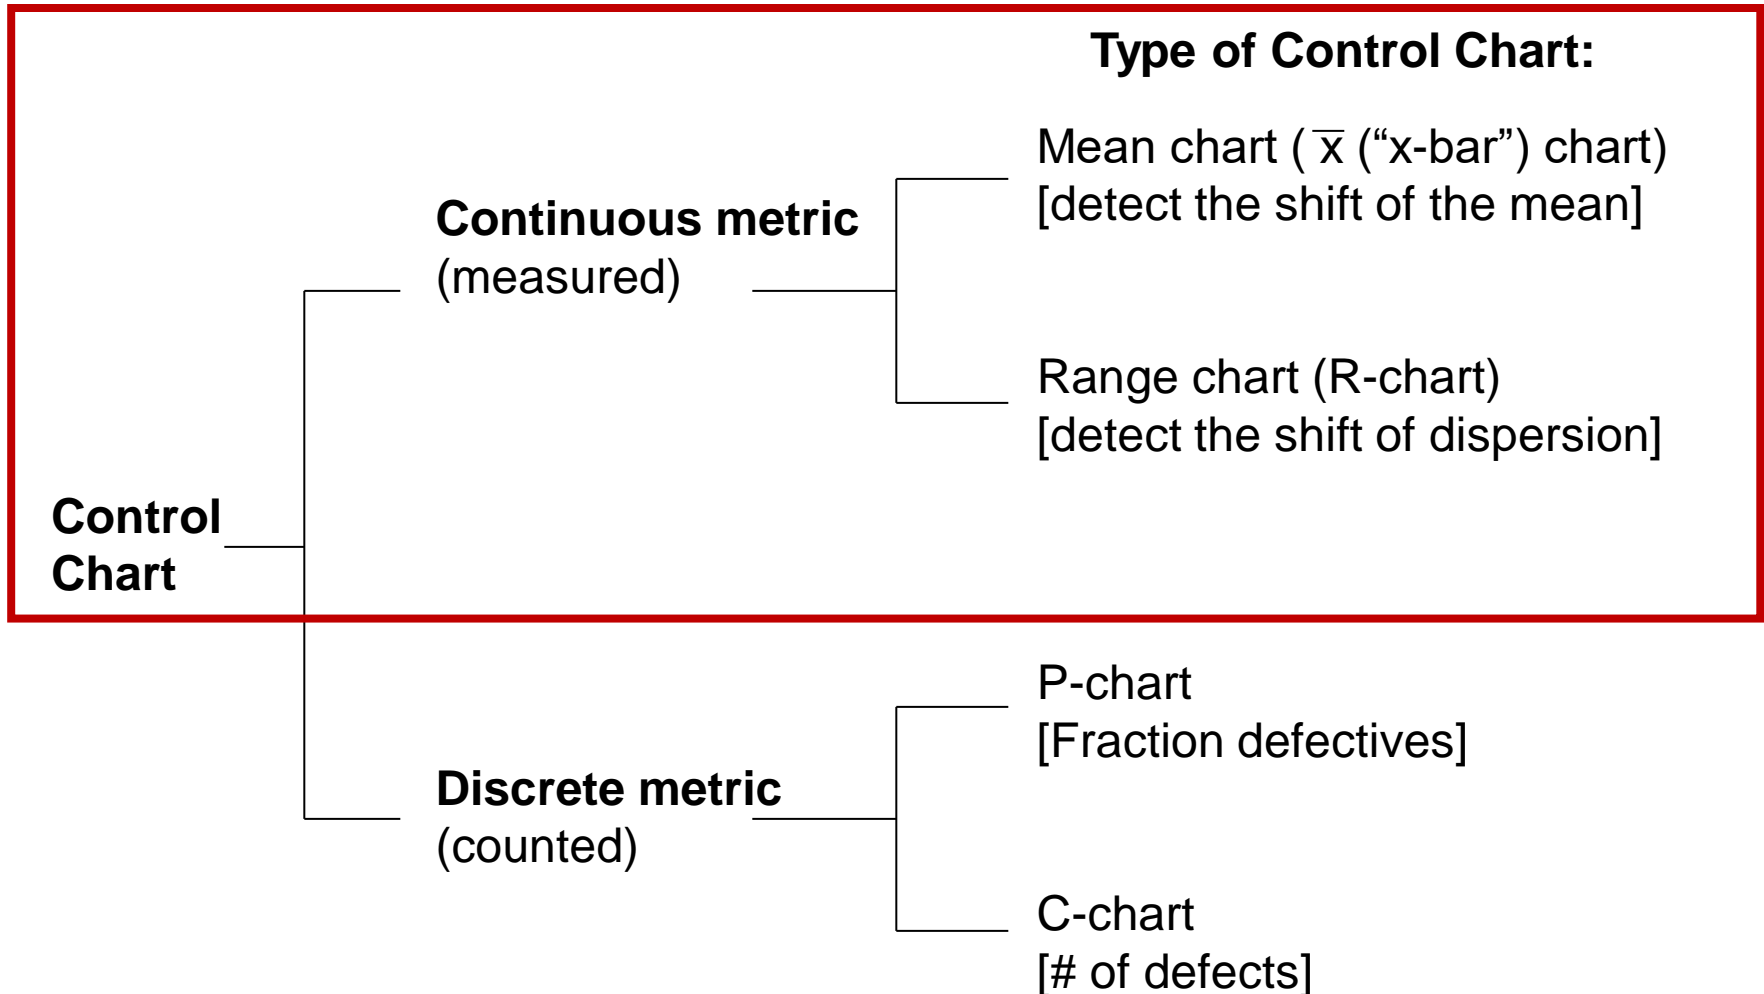 Type of Control Chart:
Mean chart ( x̅ (“x-bar”) chart)
[detect the shift of the mean]
Continuous metric
(measured)
Range chart (R-chart)
[detect the shift of dispersion]
Control
Chart
P-chart
[Fraction defectives]
Discrete metric
(counted)
C-chart
[# of defects]